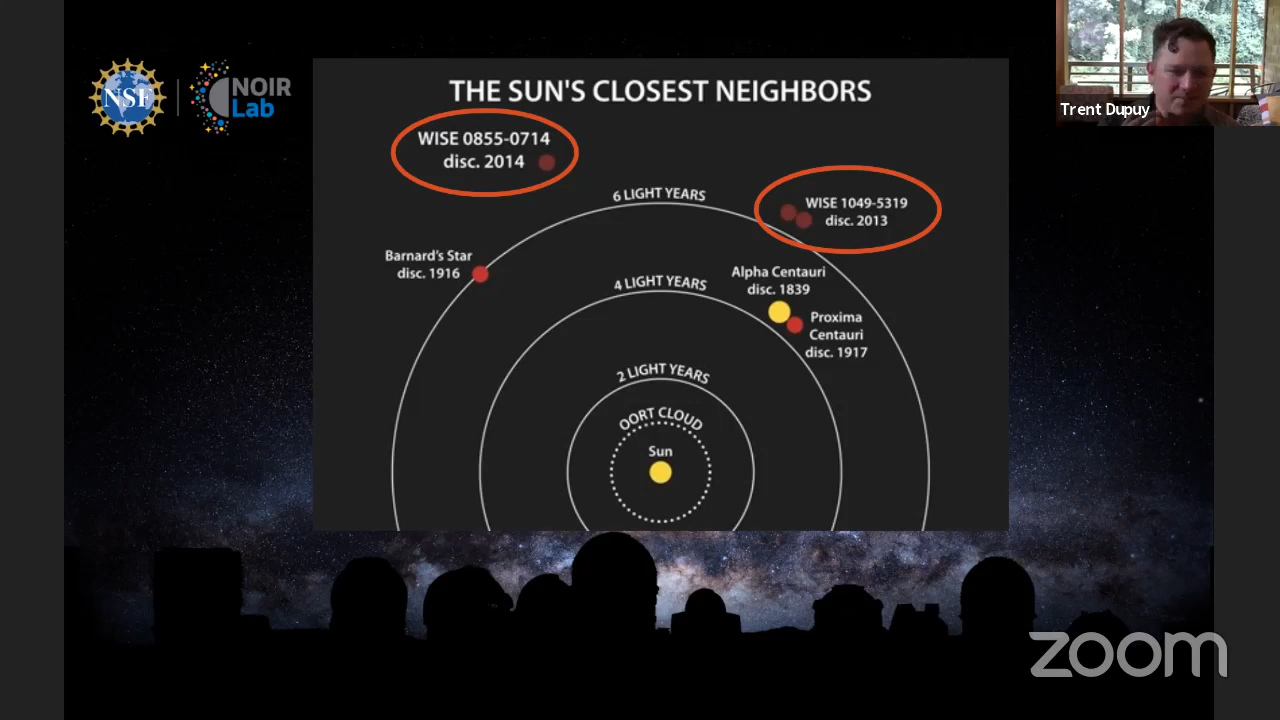 NSF
NOIR
Lab
THE SUN'S CLOSEST NEIGHBORS
WISE 0855-0714
disc. 2014
6 LIGHT YEARS
WISE 1049-5319
disc. 2013
Barnard's Star
disc. 1916
4 LIGHT YEARS
Alpha Centauri
disc. 1839
Proxima
Centauri
disc. 1917
2 LIGHT YEARS
OORT CLOUD
Sun
Trent Dupuy
zoom